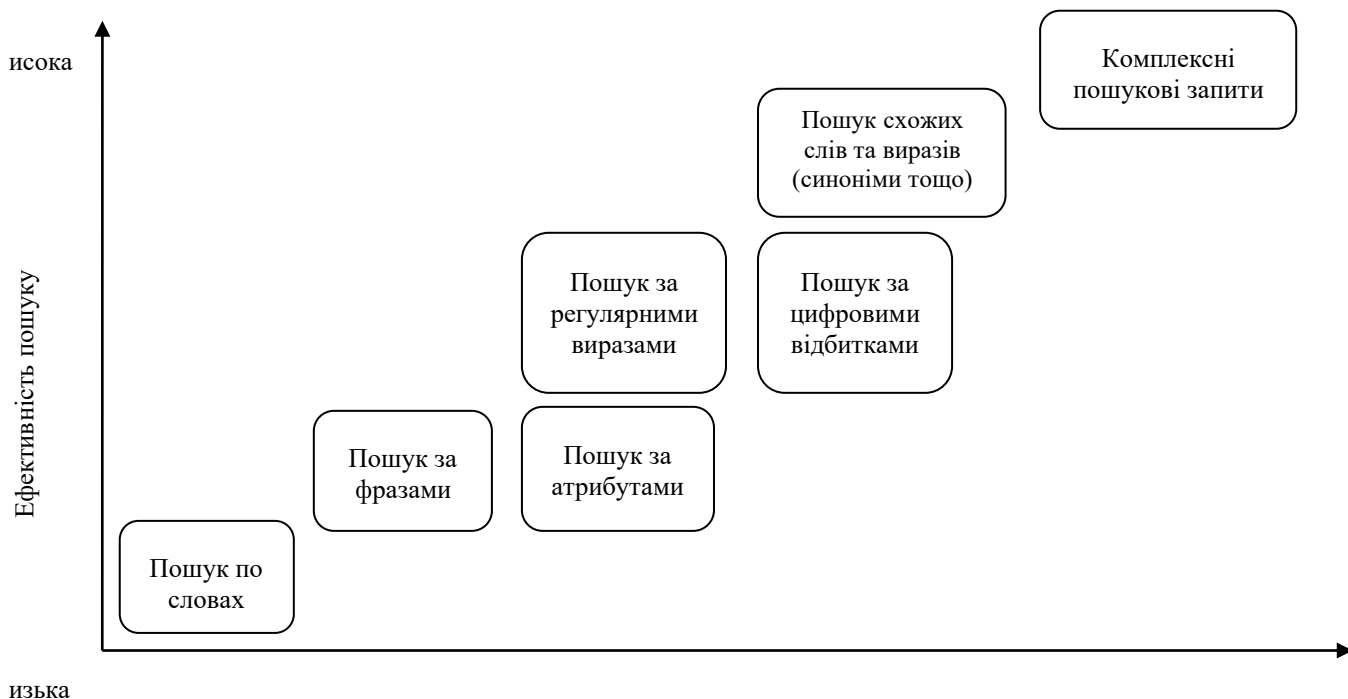 исока
Комплексні
пошукові запити
Пошук схожих
слів та виразів
(синоніми тощо)
Пошук за
регулярними
виразами
Пошук за
цифровими
відбитками
Ефективність пошуку
Пошук за
фразами
Пошук за
атрибутами
Пошук по
словах
изька